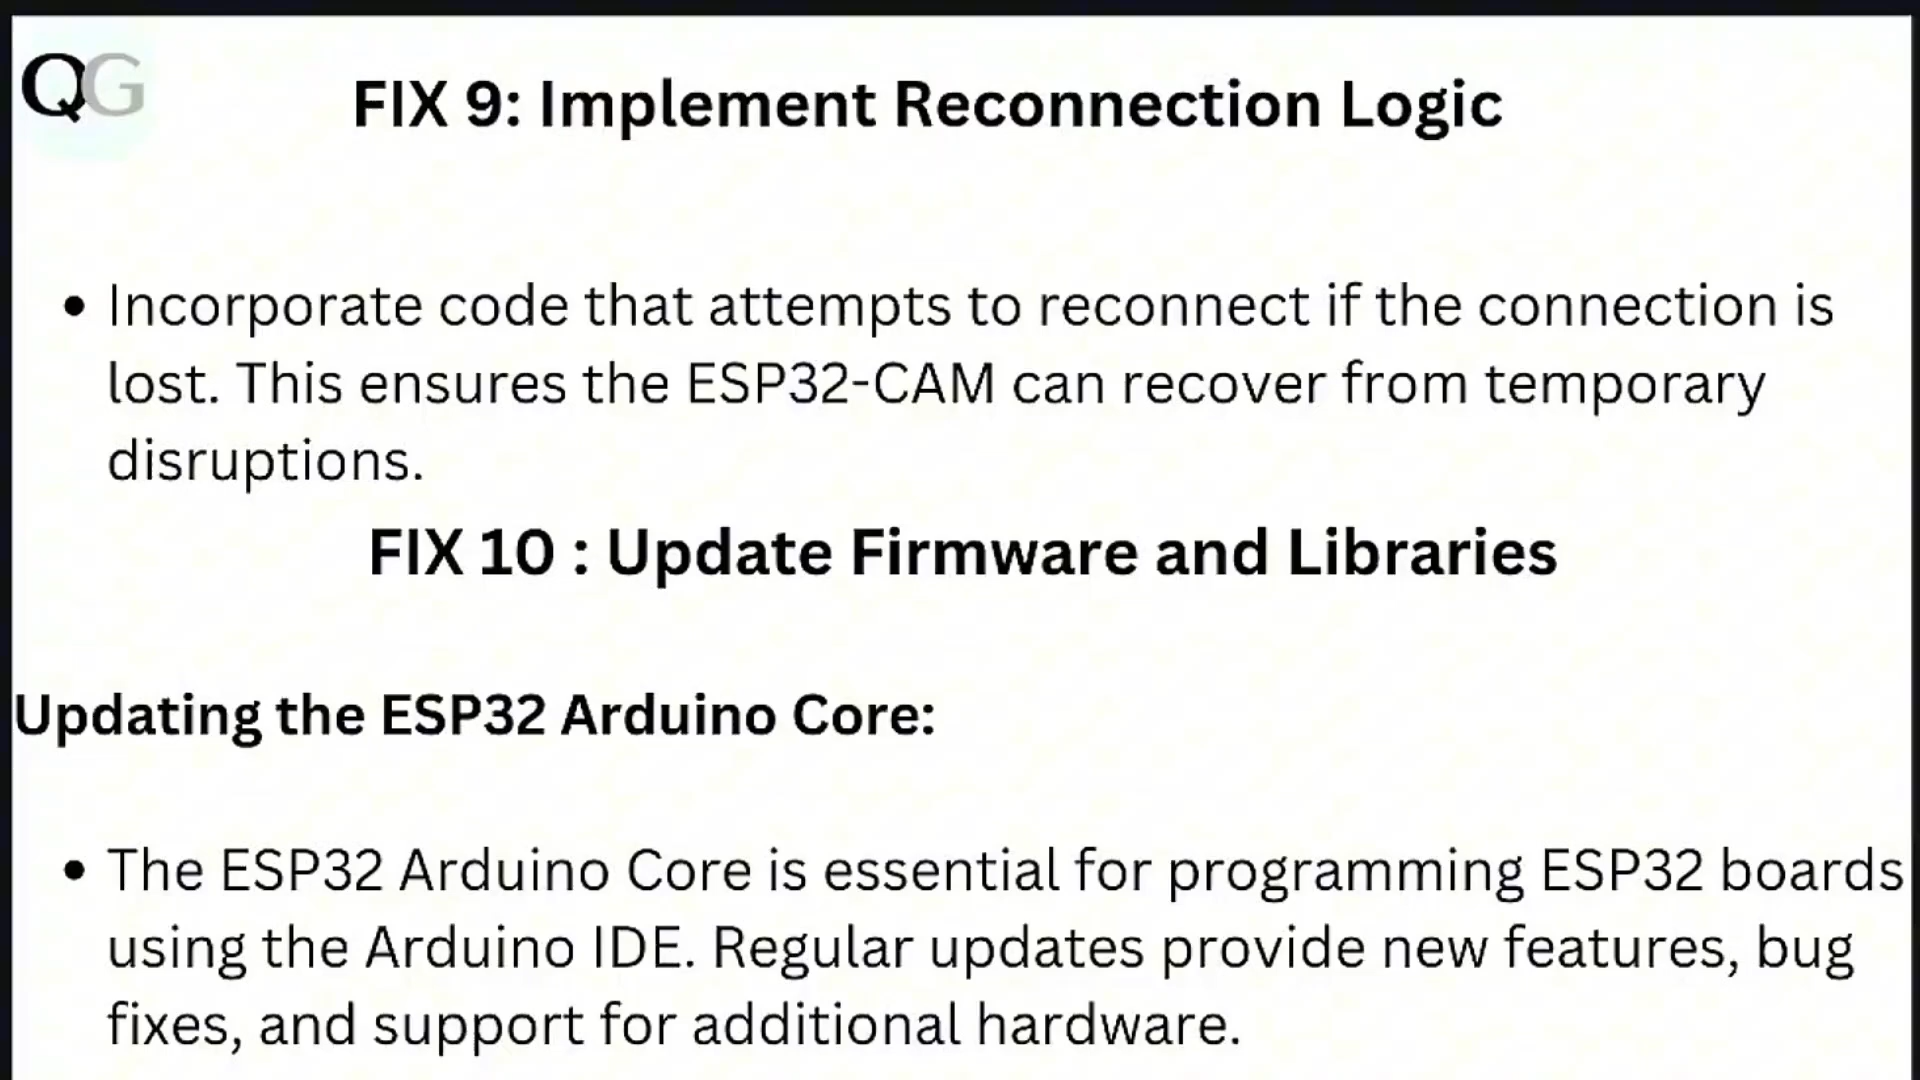 QG
FIX 9: Implement Reconnection Logic
• Incorporate code that attempts to reconnect if the connection is
lost. This ensures the ESP32-CAM can recover from temporary
disruptions.
FIX 10 : Update Firmware and Libraries
Updating the ESP32 Arduino Core:
• The ESP32 Arduino Core is essential for programming ESP32 boards
using the Arduino IDE. Regular updates provide new features, bug
fixes, and support for additional hardware.